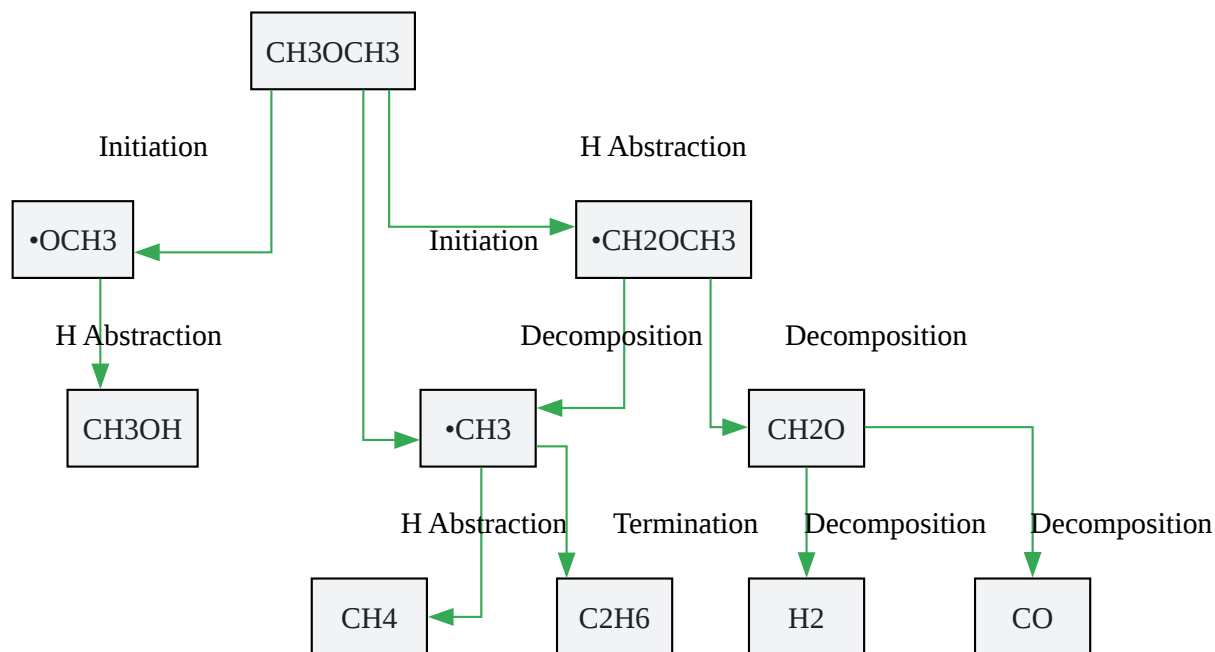 CH3OCH3
Initiation
H Abstraction
•OCH3
Initiation
•CH2OCH3
H Abstraction
Decomposition
Decomposition
CH3OH
•CH3
CH2O
H Abstraction
Termination
Decomposition
Decomposition
CH4
C2H6
H2
CO